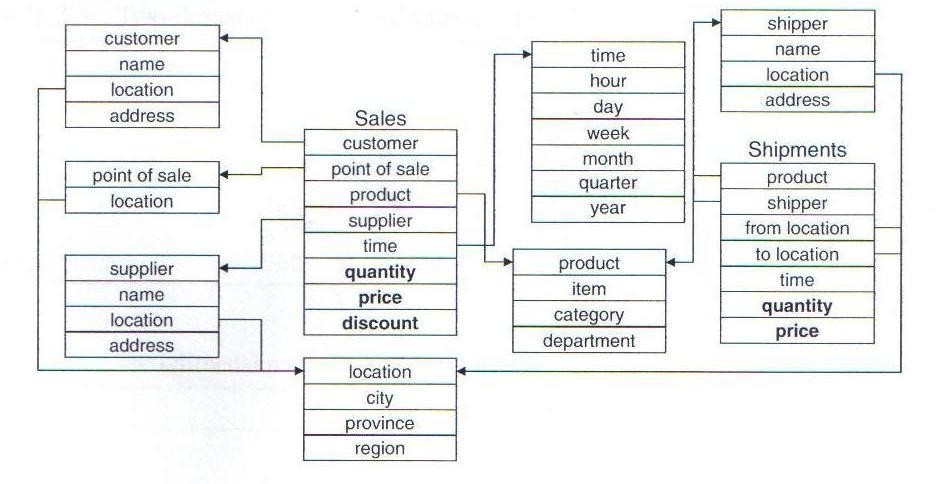 customer
name
location
address
point of sale
location
supplier
name
location
address
Sales
customer
point of sale
product
supplier
time
quantity
price
discount
location
city
province
region
time
hour
day
week
month
quarter
year
product
item
category
department
shipper
name
location
address
Shipments
product
shipper
from location
to location
time
quantity
price